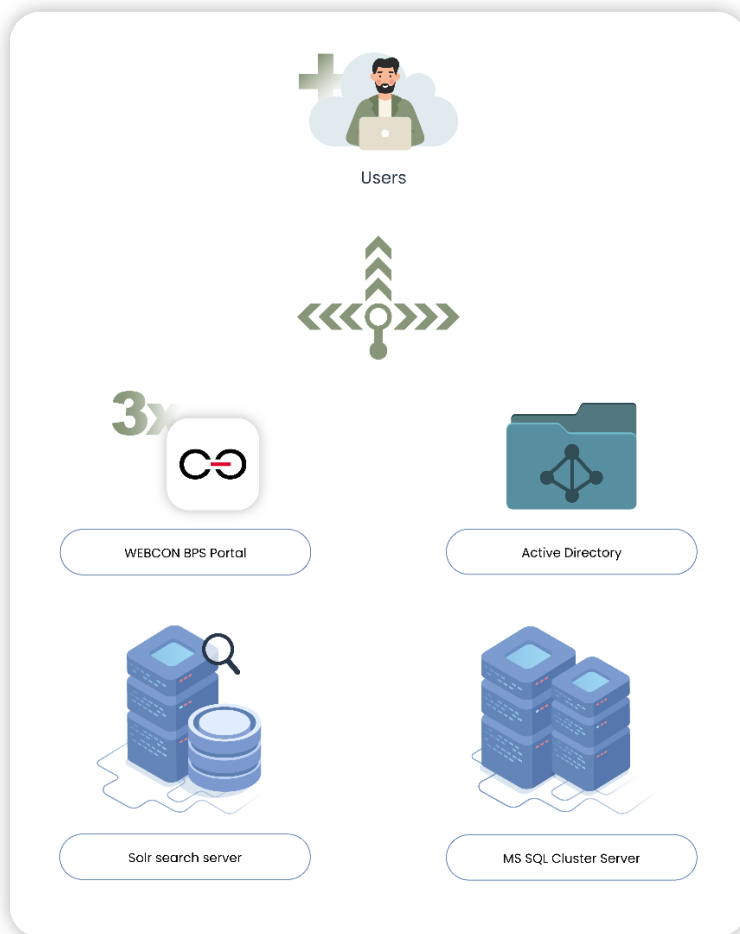 Users
3x
WEBCON BPS Portal
Active Directory
Solr search server
MS SQL Cluster Server